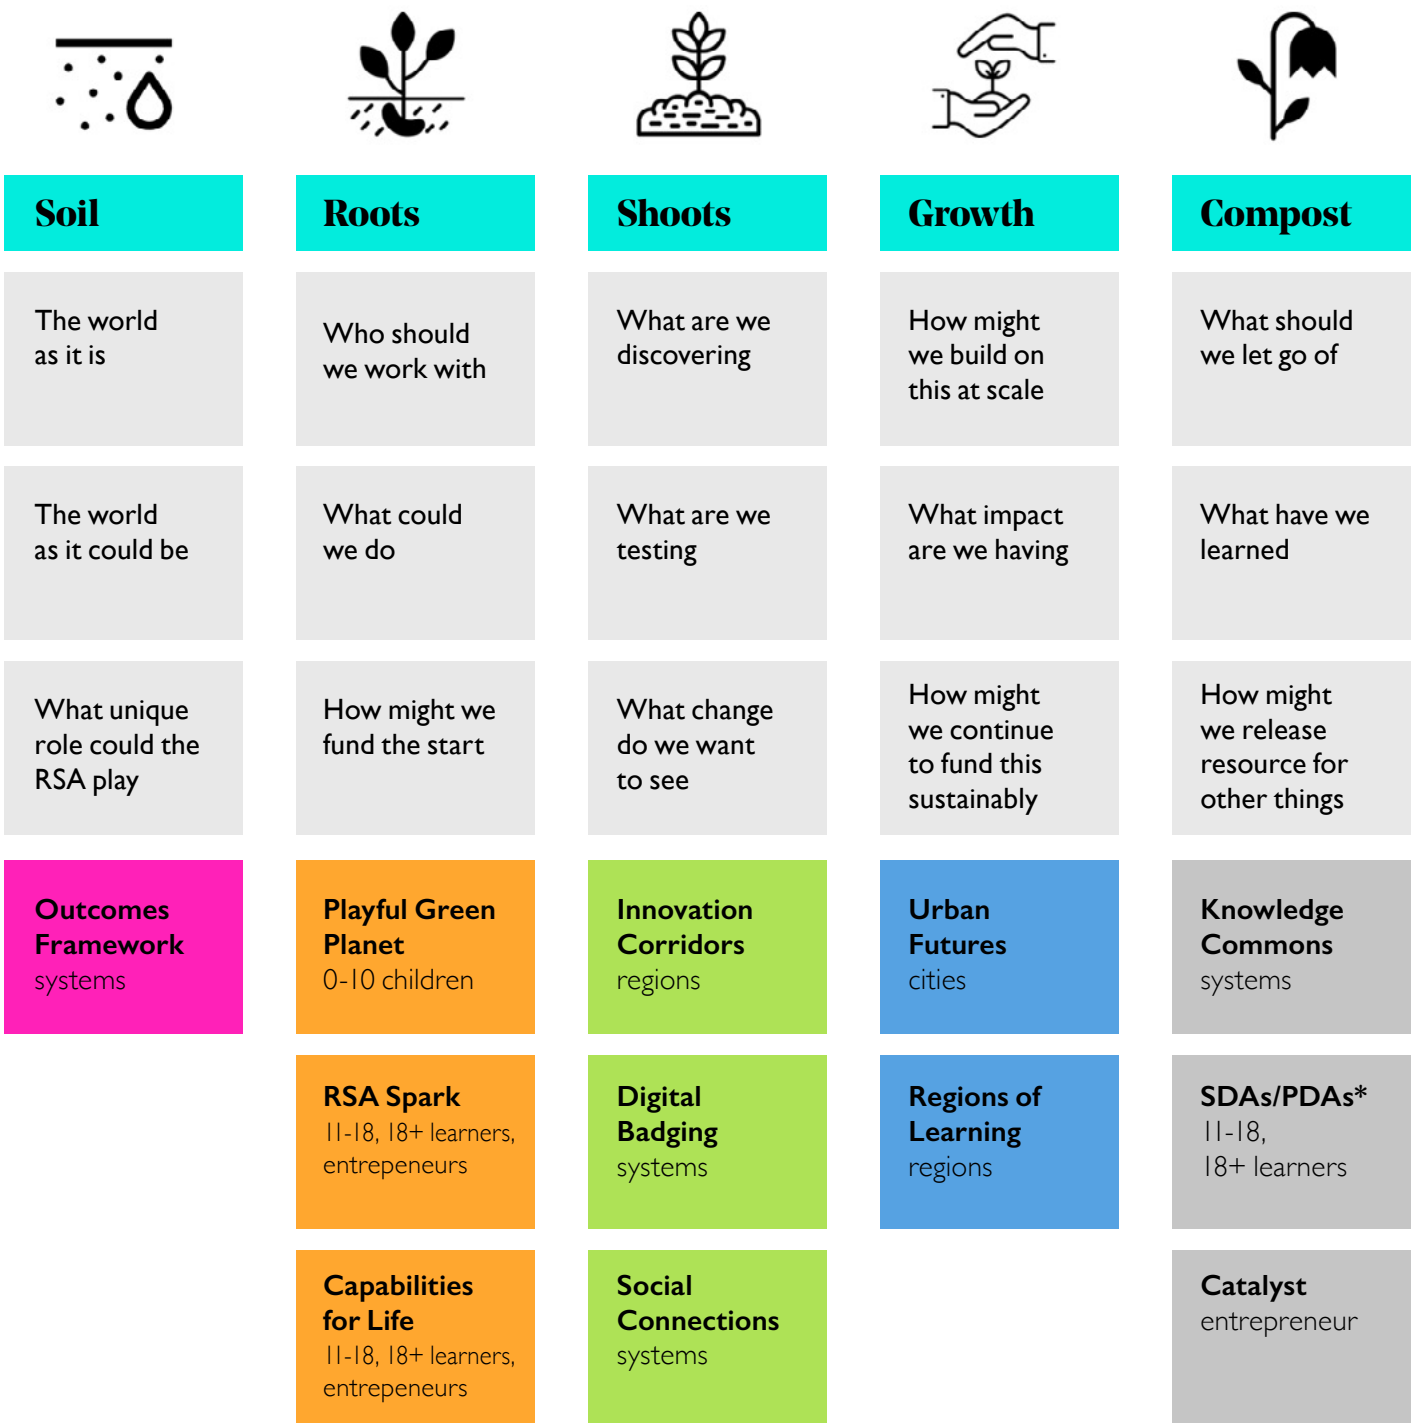 Soil
The world
as it is
The world
as it could be
What unique
role could the
RSA play
Outcomes
Framework
systems
Roots
Who should
we work with
What could
we do
How might we
fund the start
Playful Green
Planet
0-10 children
RSA Spark
11-18, 18+ learners,
entrepeneurs
Capabilities
for Life
11-18, 18+ learners,
entrepeneurs
Shoots
What are we
discovering
What are we
testing
What change
do we want
to see
Innovation
Corridors
regions
Digital
Badging
systems
Social
Connections
systems
Growth
How might
we build on
this at scale
What impact
are we having
How might
we continue
to fund this
sustainably
Urban
Futures
cities
Regions of
Learning
regions
Compost
What should
we let go of
What have we
learned
How might
we release
resource for
other things
Knowledge
Commons
systems
SDAs/PDAs*
11-18,
18+ learners
Catalyst
entrepreneur